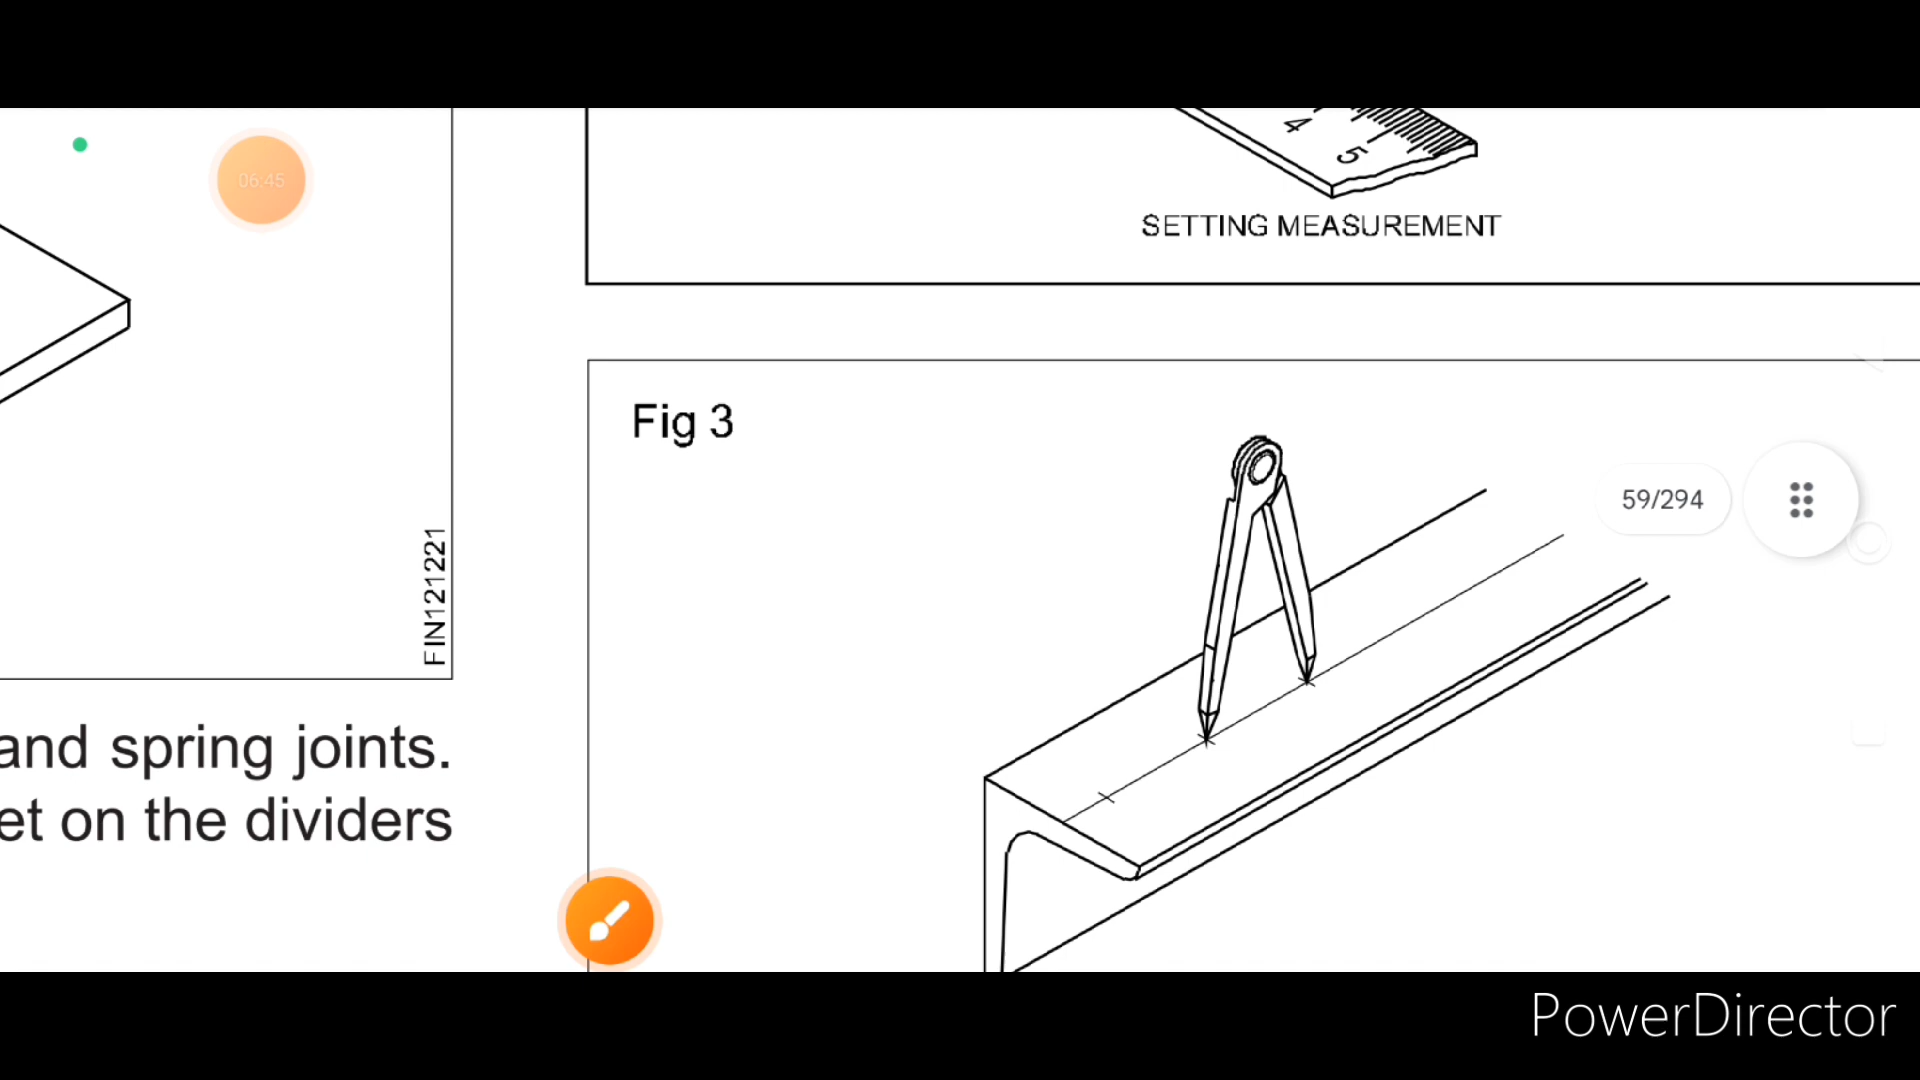 06:45
4
5
SETTING MEASUREMENT
Fig 3
59/294
FIN121221
and spring joints.
et on the dividers
PowerDirector